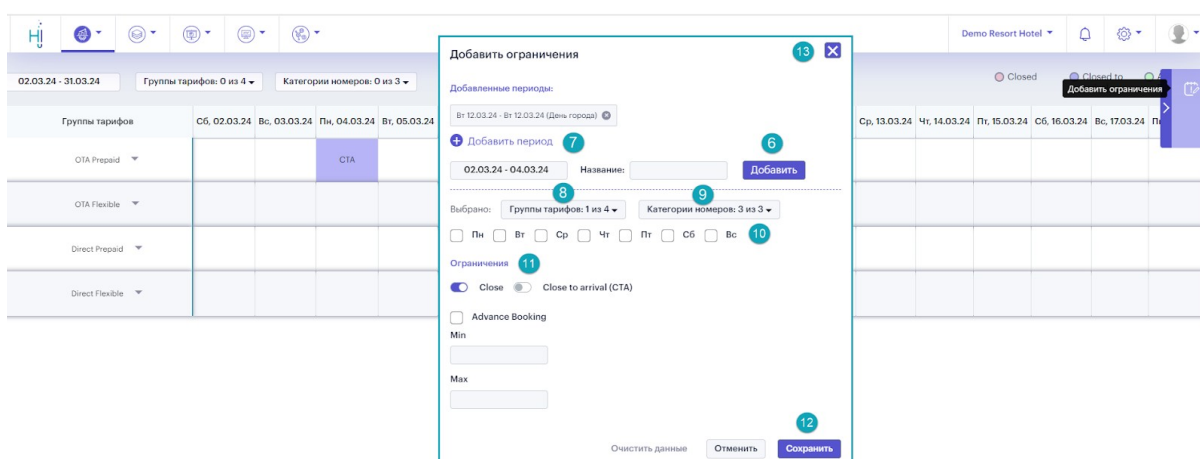 Demo Resort Hotel
02.03.24 - 31.03.24 Группы тарифов: 0 из 4 Категории номеров: 0 из 3
Closed Closed to
Добавить ограничения
Группы тарифов Сб, 02.03.24 Вс, 03.03.24 Пн, 04.03.24 Вт, 05.03.24 Ср, 13.03.24 Чт, 14.03.24 Пт, 15.03.24 Сб, 16.03.24 Вс, 17.03.24
OTA Prepaid CTA
OTA Flexible
Direct Prepaid
Direct Flexible
Добавить ограничения 13
Добавленные периоды:
Вт 12.03.24 - Вт 12.03.24 (День города)
Добавить период 7 6
02.03.24 - 04.03.24 Название: Добавить
8 9
Выбрано: Группы тарифов: 1 из 4 Категории номеров: 3 из 3
Пн Вт Ср Чт Пт Сб Вс 10
Ограничения 11
Close Close to arrival (CTA)
Advance Booking
Min
Max
12
Очистить данные Отменить Сохранить